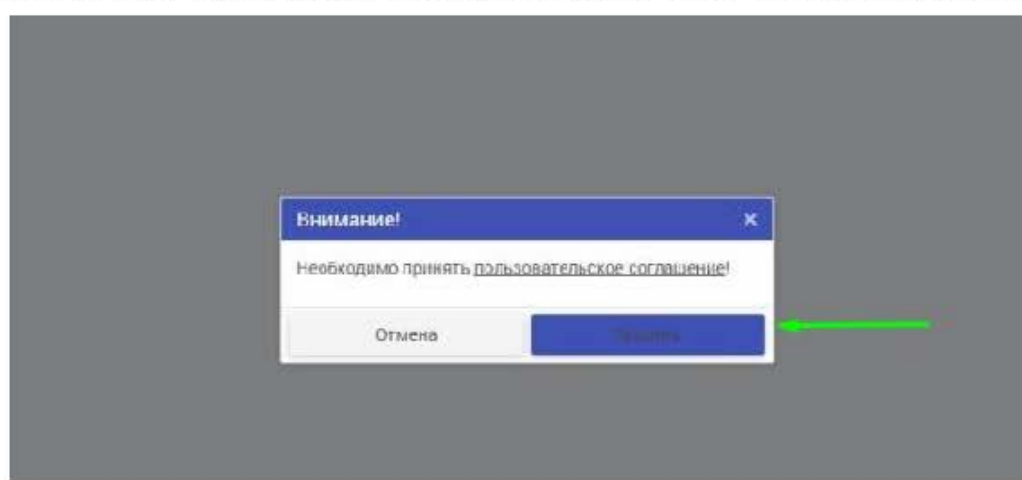 Внимание!
Необходимо принять пользовательское соглашение!
Отмена